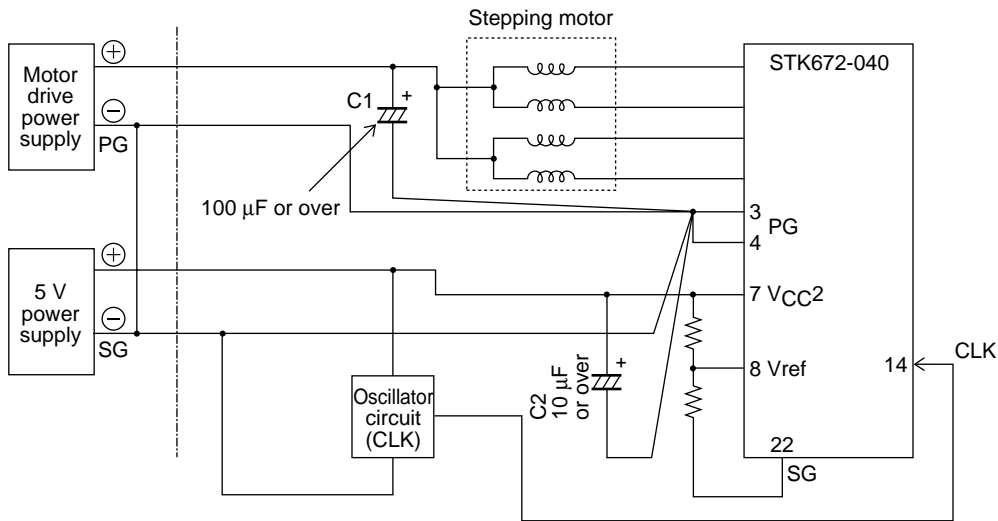 Stepping motor
Motor
drive
power
supply
+
−
PG
C1
+
100 μF or over
STK672-040
3
PG
4
5 V
power
supply
+
−
SG
7 VCC2
8 Vref
14
CLK
Oscillator
circuit
(CLK)
C2
10 μF
or over
+
22
SG